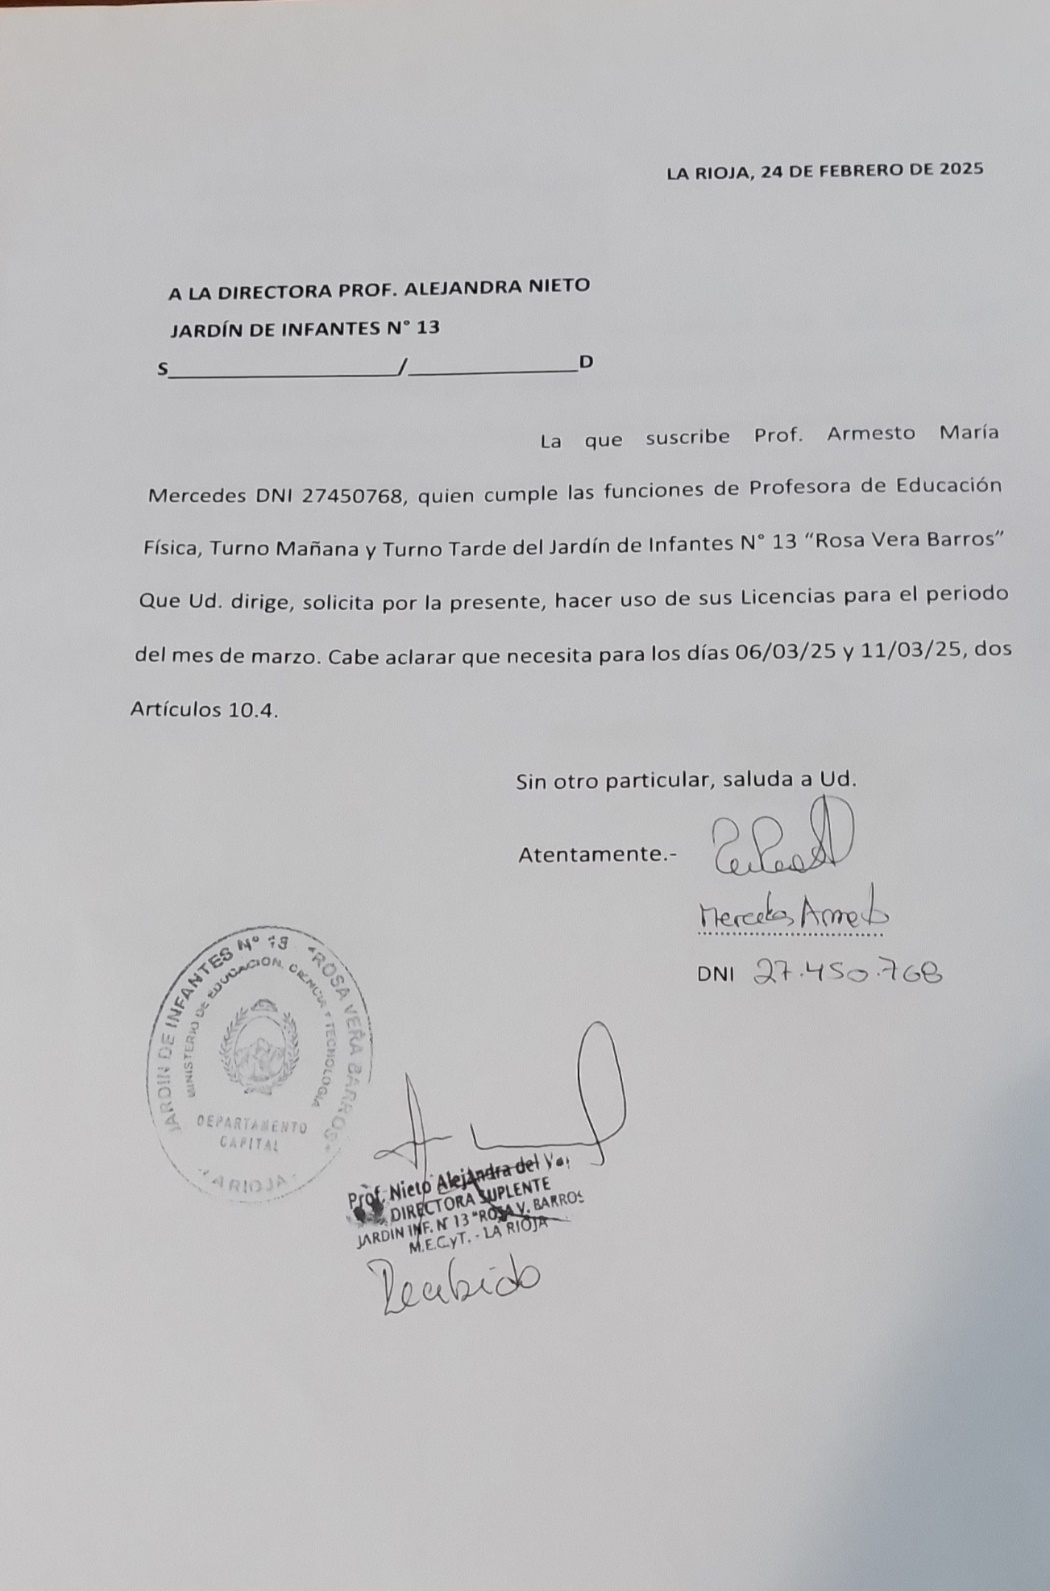 LA RIOJA, 24 DE FEBRERO DE 2025
A LA DIRECTORA PROF. ALEJANDRA NIETO
JARDÍN DE INFANTES N° 13
S____________________/_______________D
La que suscribe Prof. Armesto María
Mercedes DNI 27450768, quien cumple las funciones de Profesora de Educación
Física, Turno Mañana y Turno Tarde del Jardín de Infantes N° 13 “Rosa Vera Barros”
Que Ud. dirige, solicita por la presente, hacer uso de sus Licencias para el periodo
del mes de marzo. Cabe aclarar que necesita para los días 06/03/25 y 11/03/25, dos
Artículos 10.4.
Sin otro particular, saluda a Ud.
Atentamente.-
Mercedes Armesto
DNI 27.450.768
JARDIN DE INFANTES N° 13 "ROSA VERA BARROS"
MINISTERIO DE EDUCACION, CIENCIA Y TECNOLOGIA
DEPARTAMENTO
CAPITAL
LA RIOJA
Prof. Nieto Alejandra del
DIRECTORA SUPLENTE
JARDIN INF. N° 13 "ROSA V. BARROS
M.E.C.yT. - LA RIOJA
Recibido